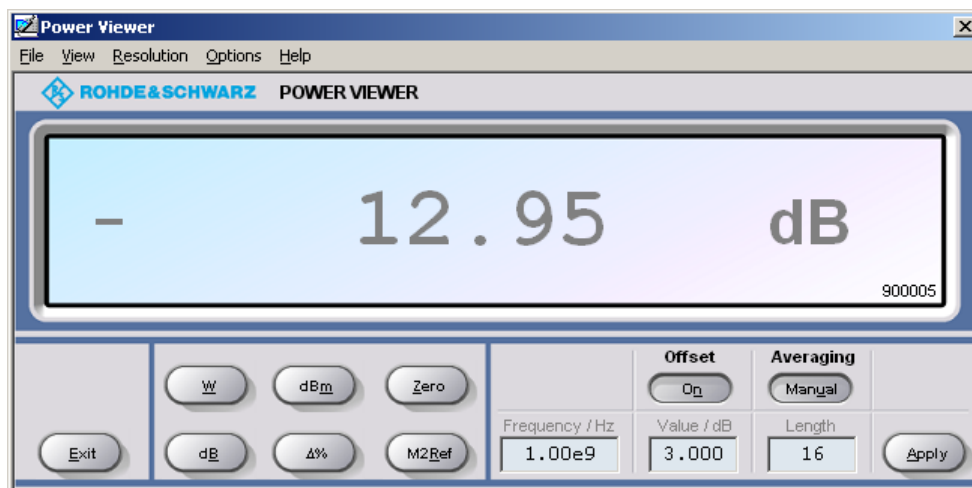 Power Viewer
File View Resolution Options Help
ROHDE&SCHWARZ POWER VIEWER
- 12.95 dB
900005
Offset Averaging
W dBm Zero On Manual
Frequency / Hz Value / dB Length
Exit dB Δ% M2Ref 1.00e9 3.000 16 Apply